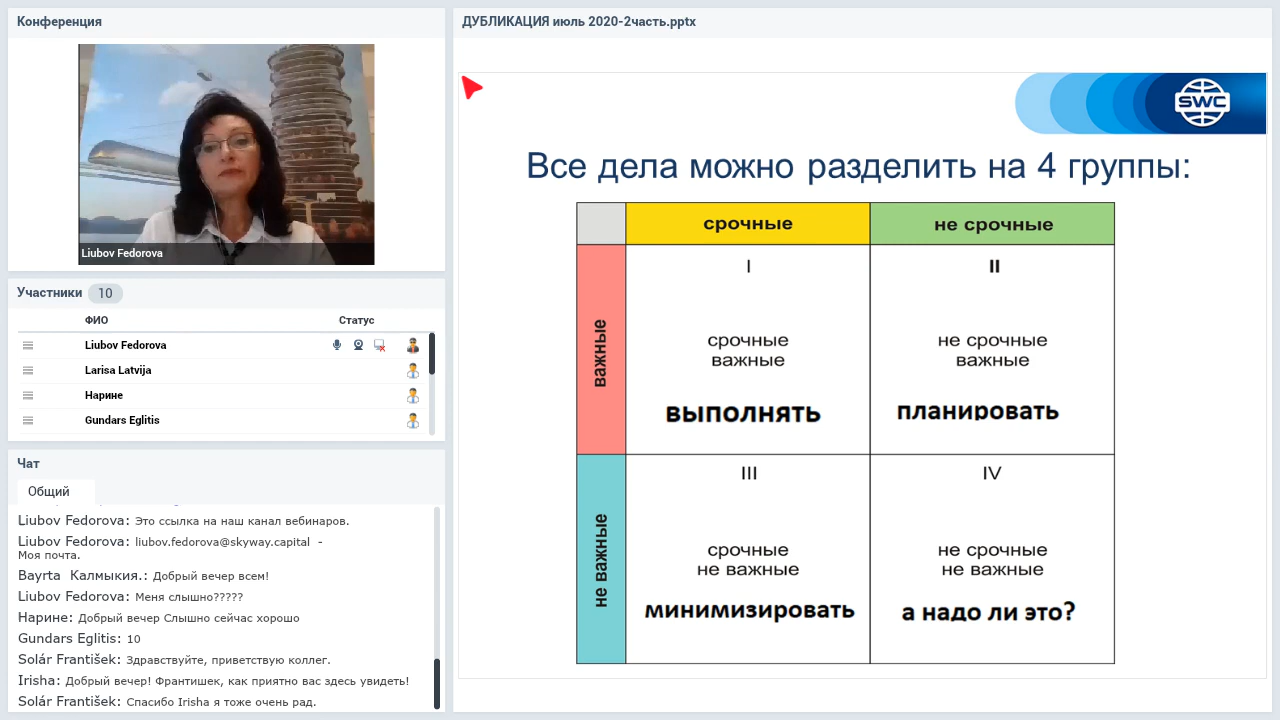 Конференция
Liubov Fedorova
Участники 10
ФИО Статус
Liubov Fedorova
Larisa Latvija
Нарине
Gundars Eglitis
Чат
Общий
Liubov Fedorova: Это ссылка на наш канал вебинаров.
Liubov Fedorova: liubov.fedorova@skyway.capital -
Моя почта.
Bayrta Калмыкия.: Добрый вечер всем!
Liubov Fedorova: Меня слышно?????
Нарине: Добрый вечер Слышно сейчас хорошо
Gundars Eglitis: 10
Solár František: Здравствуйте, приветствую коллег.
Irisha: Добрый вечер! Франтишек, как приятно вас здесь увидеть!
Solár František: Спасибо Irisha я тоже очень рад.
ДУБЛИКАЦИЯ июль 2020-2часть.pptx
SWC
Все дела можно разделить на 4 группы:
срочные
не срочные
важные
I
срочные
важные
выполнять
II
не срочные
важные
планировать
не важные
III
срочные
не важные
минимизировать
IV
не срочные
не важные
а надо ли это?